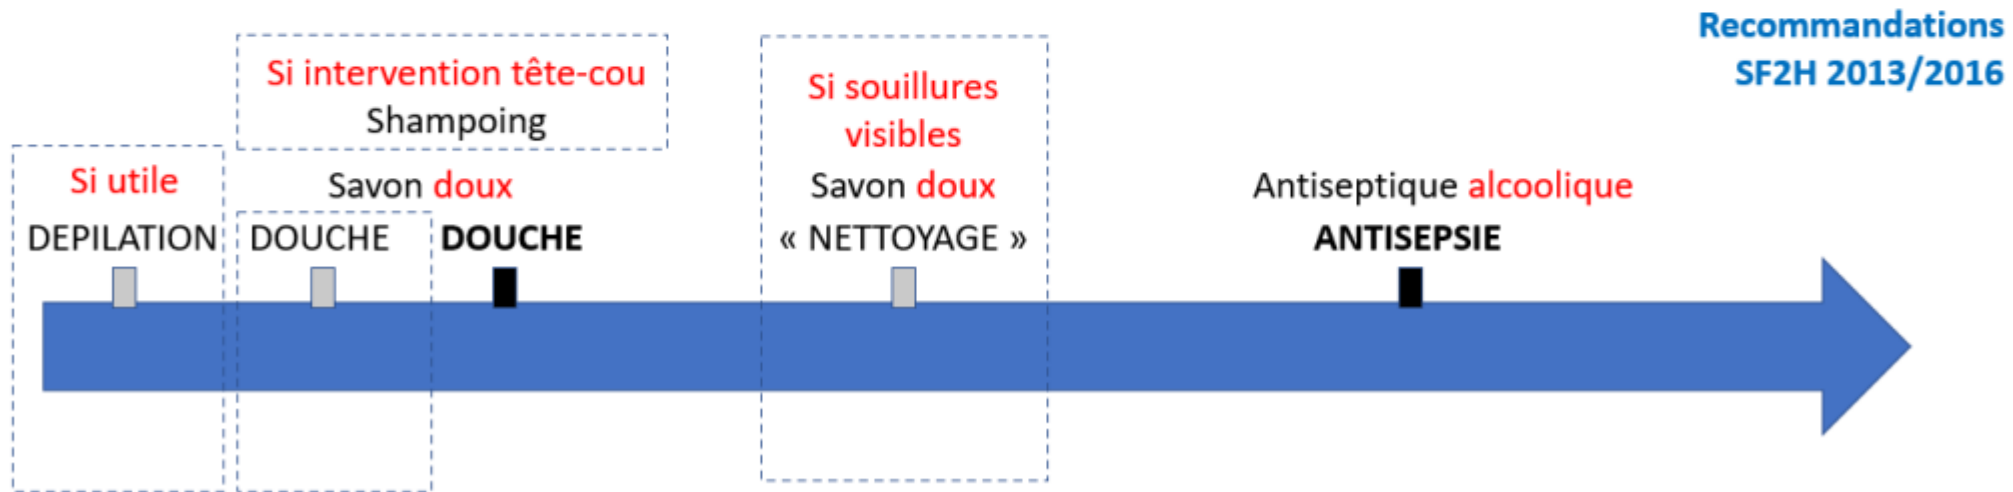 Recommandations
SF2H 2013/2016
Si utile
DEPILATION
Si intervention tête-cou
Shampoing
Savon doux
DOUCHE
DOUCHE
Si souillures
visibles
Savon doux
« NETTOYAGE »
Antiseptique alcoolique
ANTISEPSIE